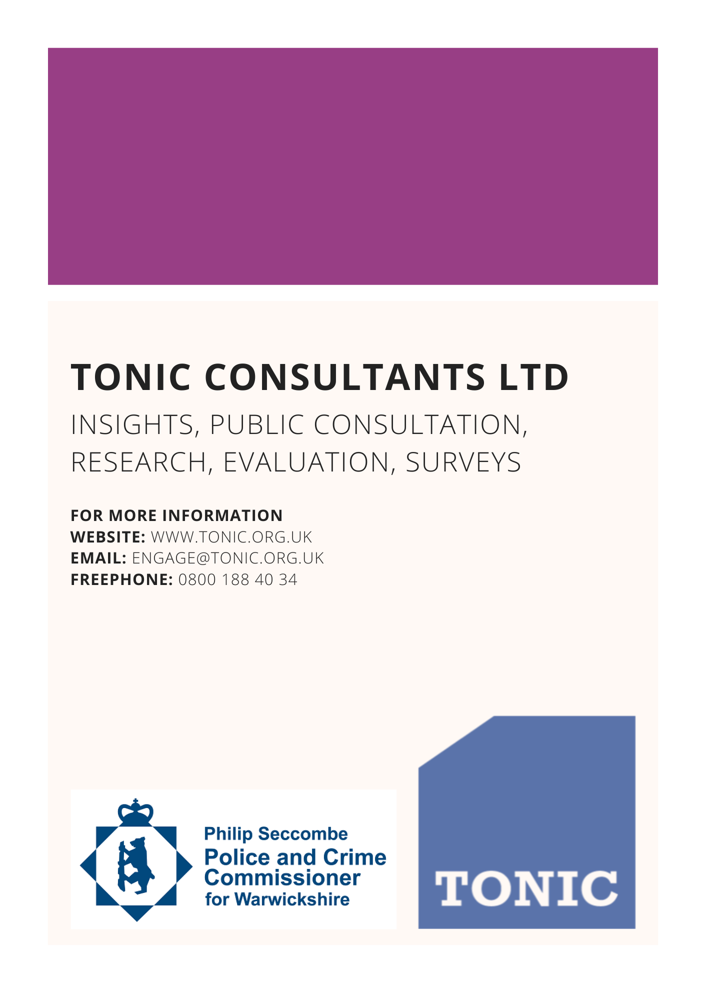 TONIC CONSULTANTS LTD
INSIGHTS, PUBLIC CONSULTATION,
RESEARCH, EVALUATION, SURVEYS
FOR MORE INFORMATION
WEBSITE: WWW.TONIC.ORG.UK
EMAIL: ENGAGE@TONIC.ORG.UK
FREEPHONE: 0800 188 40 34
Philip Seccombe
Police and Crime
Commissioner
for Warwickshire
TONIC